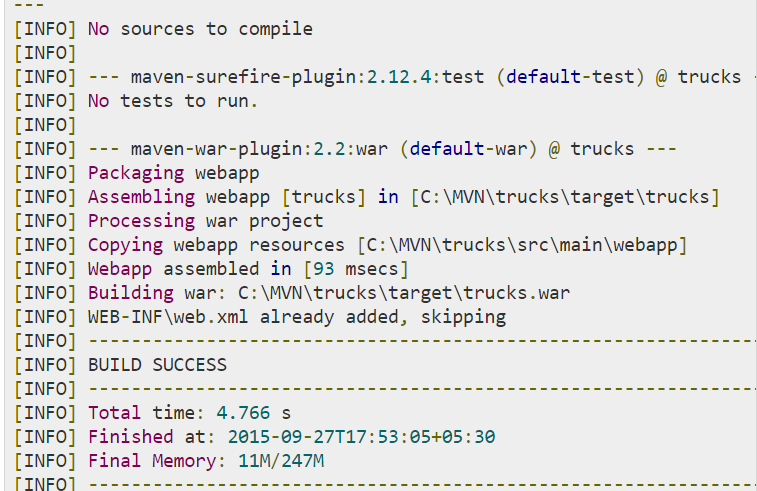 ---
[INFO] No sources to compile
[INFO]
[INFO] --- maven-surefire-plugin:2.12.4:test (default-test) @ trucks -
[INFO] No tests to run.
[INFO]
[INFO] --- maven-war-plugin:2.2:war (default-war) @ trucks ---
[INFO] Packaging webapp
[INFO] Assembling webapp [trucks] in [C:\MVN\trucks\target\trucks]
[INFO] Processing war project
[INFO] Copying webapp resources [C:\MVN\trucks\src\main\webapp]
[INFO] Webapp assembled in [93 msecs]
[INFO] Building war: C:\MVN\trucks\target\trucks.war
[INFO] WEB-INF\web.xml already added, skipping
[INFO] ---------------------------------------------------------------
[INFO] BUILD SUCCESS
[INFO] ---------------------------------------------------------------
[INFO] Total time: 4.766 s
[INFO] Finished at: 2015-09-27T17:53:05+05:30
[INFO] Final Memory: 11M/247M
[INFO] ---------------------------------------------------------------